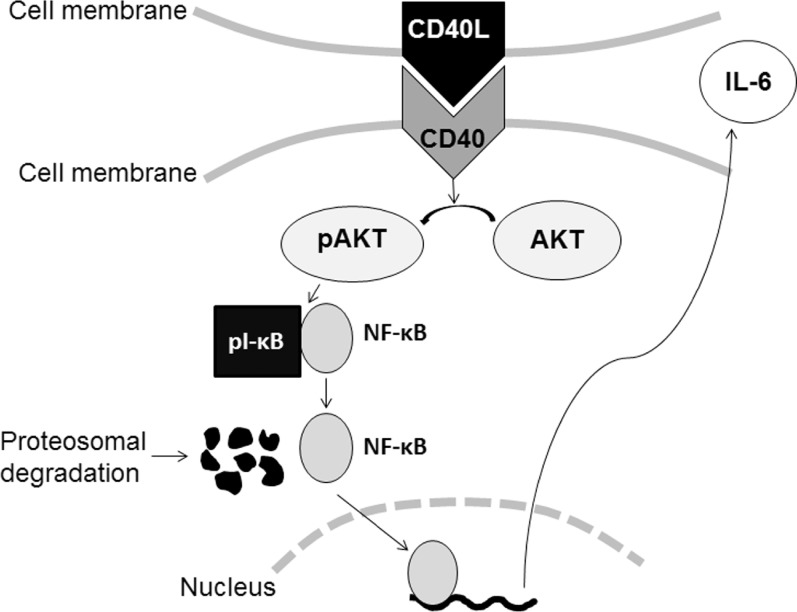 Cell membrane
CD40L
IL-6
CD40
Cell membrane
pAKT
AKT
pI-κB
NF-κB
Proteosomal
degradation
NF-κB
Nucleus